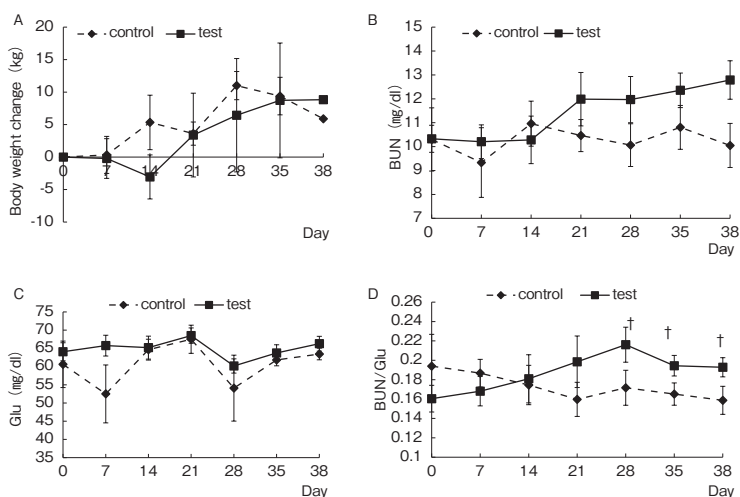 A
control test
Body weight change (kg)
20
15
10
5
0
-5
-10
0 7 14 21 28 35 38
Day
B
control test
BUN (mg/dl)
15
14
13
12
11
10
9
8
7
0 7 14 21 28 35 38
Day
C
control test
Glu (mg/dl)
75
70
65
60
55
50
45
40
35
0 7 14 21 28 35 38
Day
D
control test
BUN/Glu
0.26
0.24
0.22
0.2
0.18
0.16
0.14
0.12
0.1
† † †
0 7 14 21 28 35 38
Day